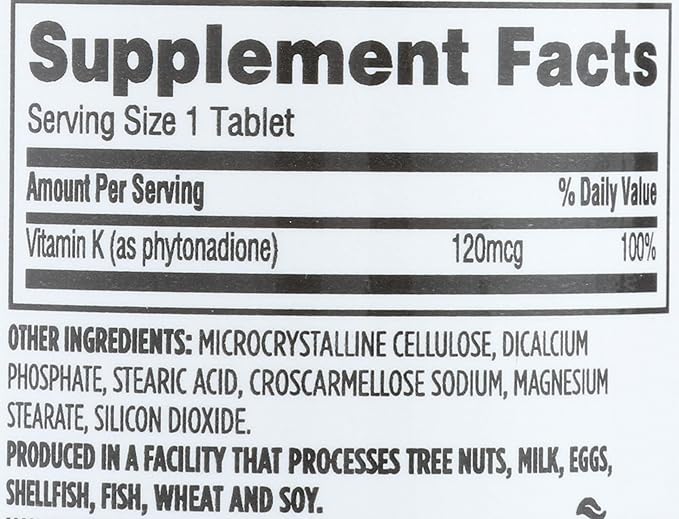 Supplement Facts
Serving Size 1 Tablet
Amount Per Serving % Daily Value
Vitamin K (as phytonadione) 120mcg 100%
OTHER INGREDIENTS: MICROCRYSTALLINE CELLULOSE, DICALCIUM
PHOSPHATE, STEARIC ACID, CROSCARMELLOSE SODIUM, MAGNESIUM
STEARATE, SILICON DIOXIDE.
PRODUCED IN A FACILITY THAT PROCESSES TREE NUTS, MILK, EGGS,
SHELLFISH, FISH, WHEAT AND SOY.